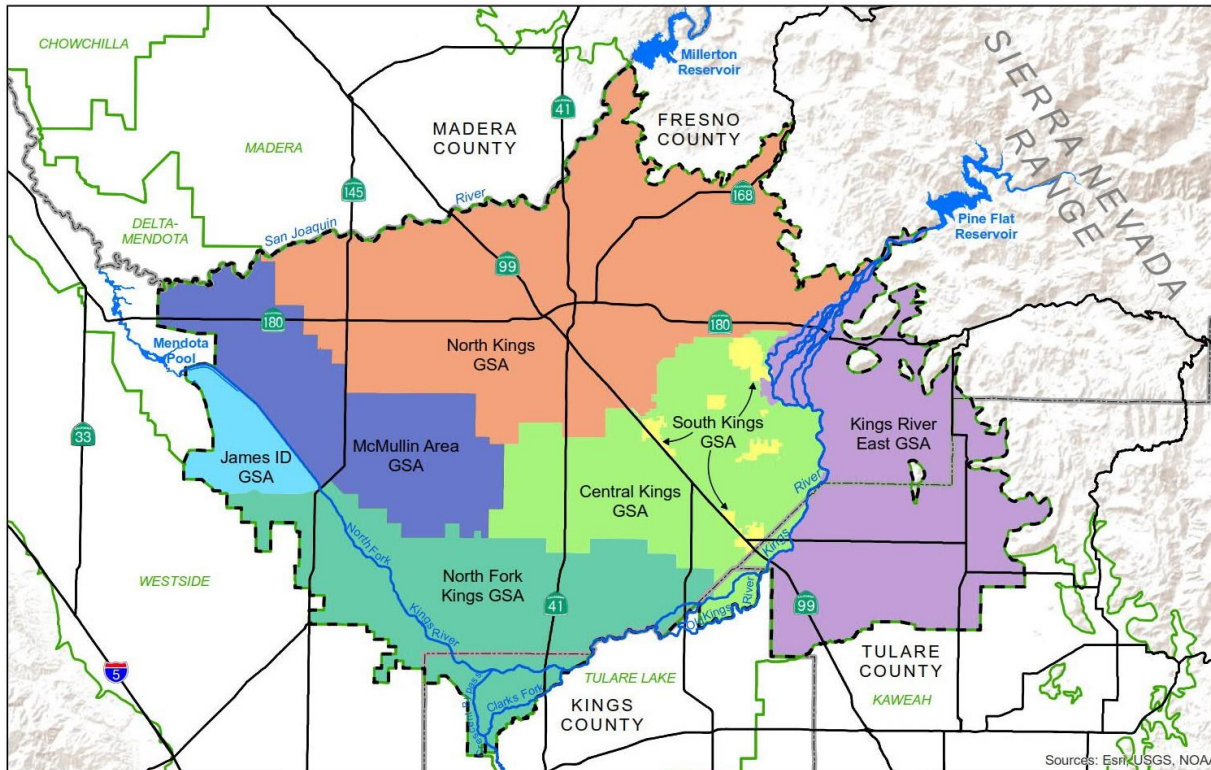 CHOWCHILLA
Millerton
Reservoir
SIERRA NEVADA
RANGE
41
MADERA
COUNTY
FRESNO
COUNTY
MADERA
145
168
DELTA-
MENDOTA
San Joaquin
River
Pine Flat
Reservoir
99
180
180
North Kings
GSA
Mendota
Pool
South Kings
GSA
Kings River
East GSA
33
McMullin Area
GSA
James ID
GSA
Central Kings
GSA
River
Kings
North Fork
Kings River
WESTSIDE
North Fork
Kings GSA
41
Old Kings River
99
5
TULARE LAKE
TULARE
COUNTY
KAWEAH
Clarks Fork
KINGS
COUNTY
Sources: Esri, USGS, NOAA